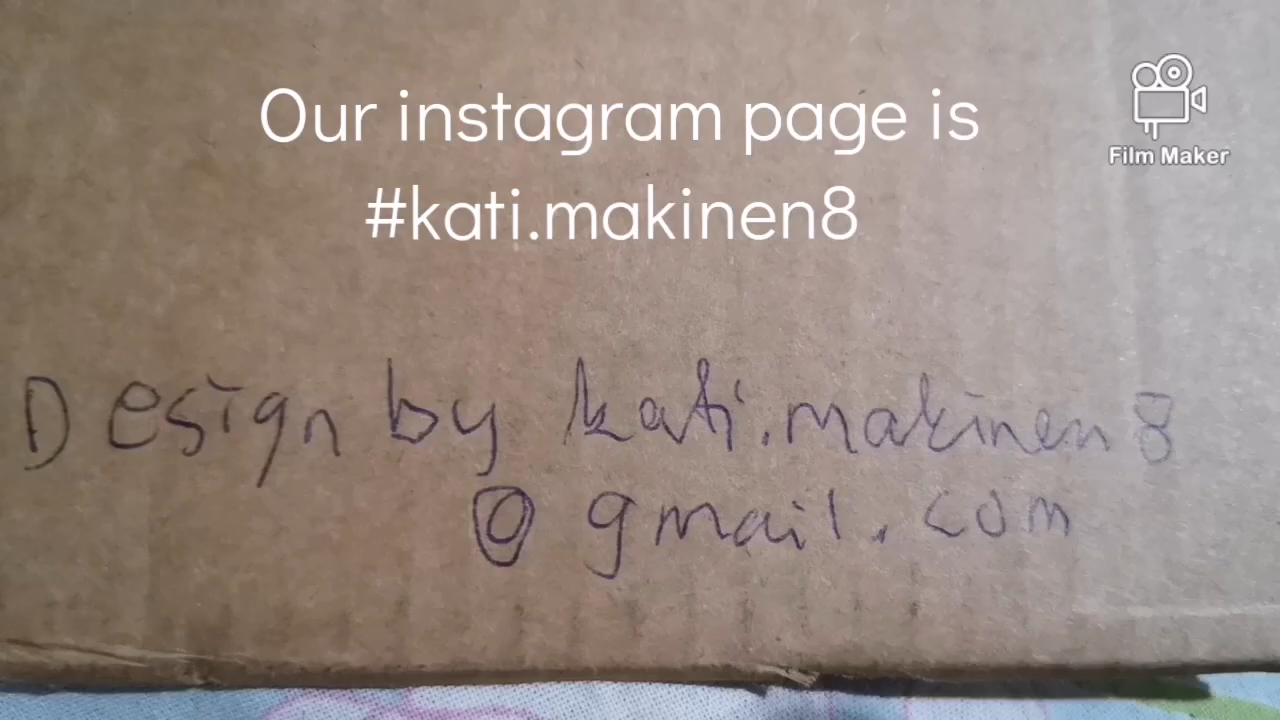 Our instagram page is
#kati.makinen8
Film Maker
Design by kati.makinen8
@gmail.com